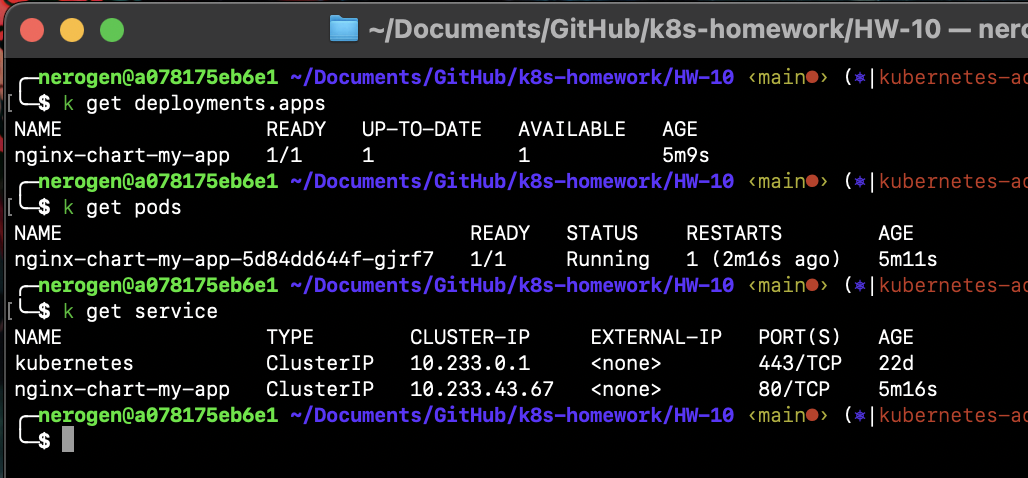 ~/Documents/GitHub/k8s-homework/HW-10 — nero
nerogen@a078175eb6e1 ~/Documents/GitHub/k8s-homework/HW-10 ‹main●› (⎈|kubernetes-ad
$ k get deployments.apps
NAME READY UP-TO-DATE AVAILABLE AGE
nginx-chart-my-app 1/1 1 1 5m9s
nerogen@a078175eb6e1 ~/Documents/GitHub/k8s-homework/HW-10 ‹main●› (⎈|kubernetes-ad
$ k get pods
NAME READY STATUS RESTARTS AGE
nginx-chart-my-app-5d84dd644f-gjrf7 1/1 Running 1 (2m16s ago) 5m11s
nerogen@a078175eb6e1 ~/Documents/GitHub/k8s-homework/HW-10 ‹main●› (⎈|kubernetes-ad
$ k get service
NAME TYPE CLUSTER-IP EXTERNAL-IP PORT(S) AGE
kubernetes ClusterIP 10.233.0.1 <none> 443/TCP 22d
nginx-chart-my-app ClusterIP 10.233.43.67 <none> 80/TCP 5m16s
nerogen@a078175eb6e1 ~/Documents/GitHub/k8s-homework/HW-10 ‹main●› (⎈|kubernetes-ad
$